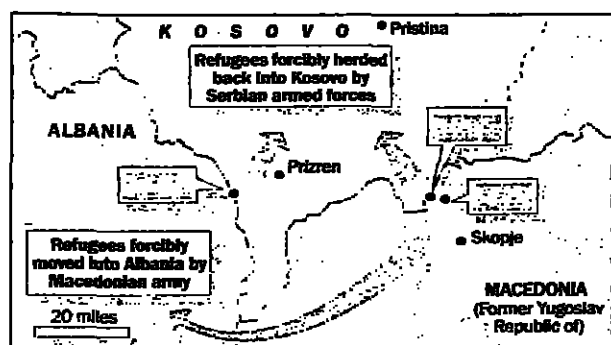 KOSOVO
Pristina
Refugees forcibly herded
back into Kosovo by
Serbian armed forces
ALBANIA
Prizren
Skopje
Refugees forcibly
moved into Albania by
Macedonian army
MACEDONIA
(Former Yugoslav
Republic of)
20 miles